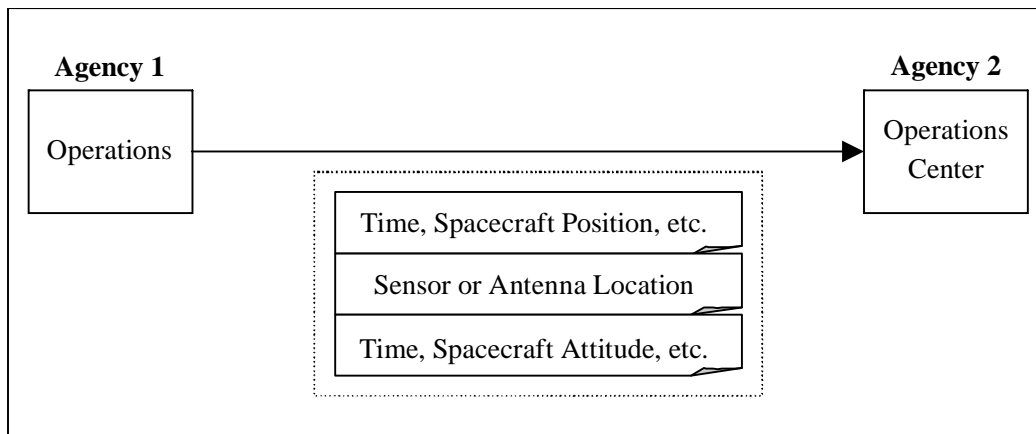 Agency 1
Agency 2
Operations
Operations
Center
Time, Spacecraft Position, etc.
Sensor or Antenna Location
Time, Spacecraft Attitude, etc.